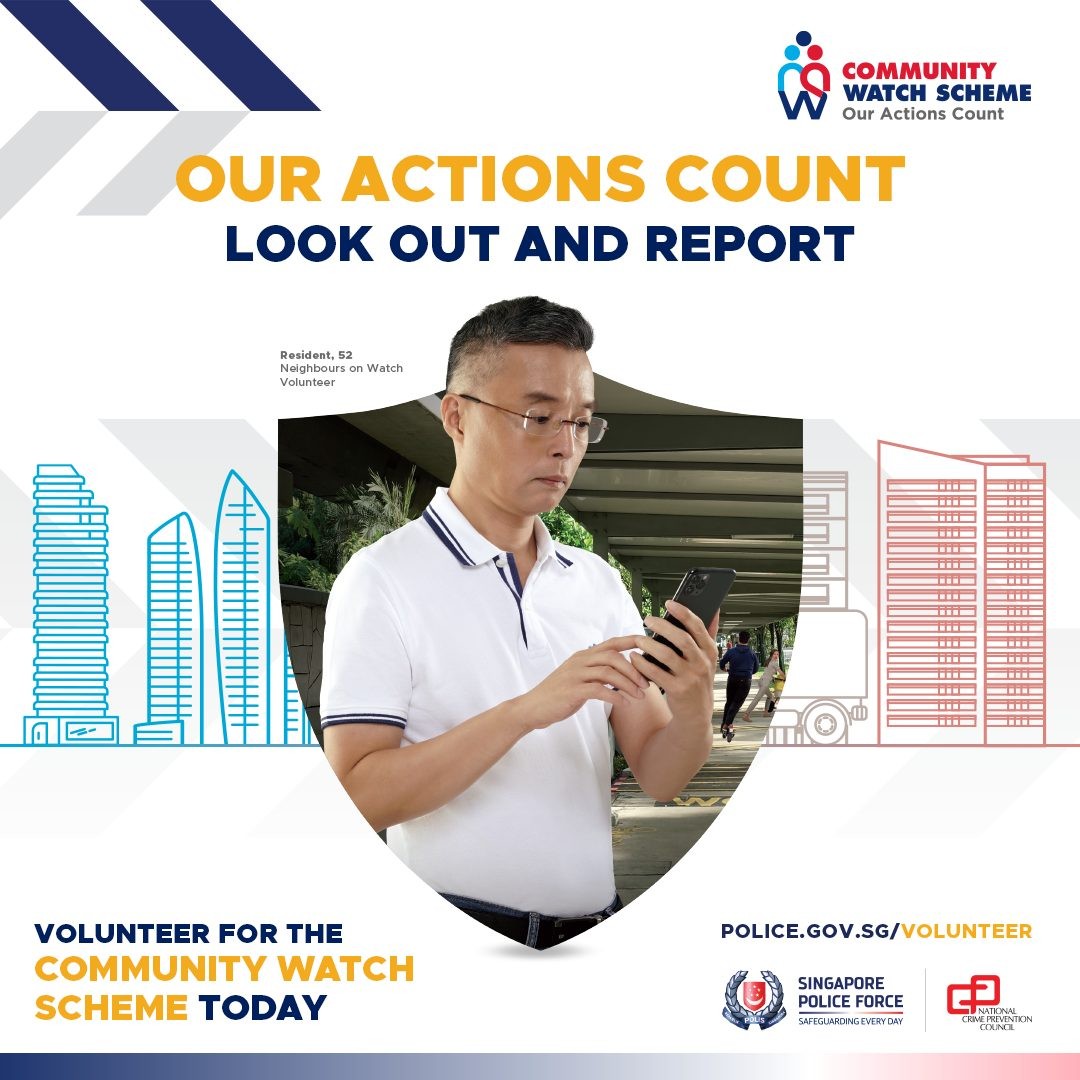 COMMUNITY
WATCH SCHEME
Our Actions Count
OUR ACTIONS COUNT
LOOK OUT AND REPORT
Resident, 52
Neighbours on Watch
Volunteer
VOLUNTEER FOR THE
COMMUNITY WATCH
SCHEME TODAY
POLICE.GOV.SG/VOLUNTEER
POLIS
SINGAPORE
POLICE FORCE
SAFEGUARDING EVERY DAY
NATIONAL
CRIME PREVENTION
COUNCIL